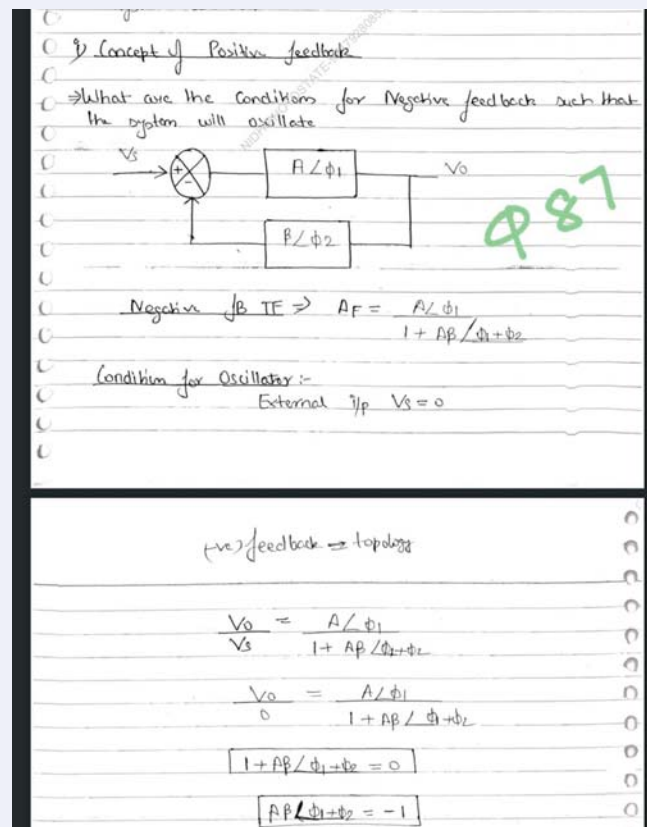 i) Concept of Positive feedback
⇒What are the Conditions for Negative feedback such that
the system will oscillate
Vs
+
-
A∠ϕ1
Vo
β∠ϕ2
Φ87
Negative fB TF ⇒ AF = A∠ϕ1 / 1 + Aβ∠ϕ1+ϕ2
Condition for Oscillator :-
External i/p Vs = 0
(-ve) feedback = topology
Vo / Vs = A∠ϕ1 / 1 + Aβ∠ϕ1+ϕ2
Vo / 0 = A∠ϕ1 / 1 + Aβ∠ϕ1+ϕ2
1 + Aβ∠ϕ1+ϕ2 = 0
Aβ∠ϕ1+ϕ2 = -1